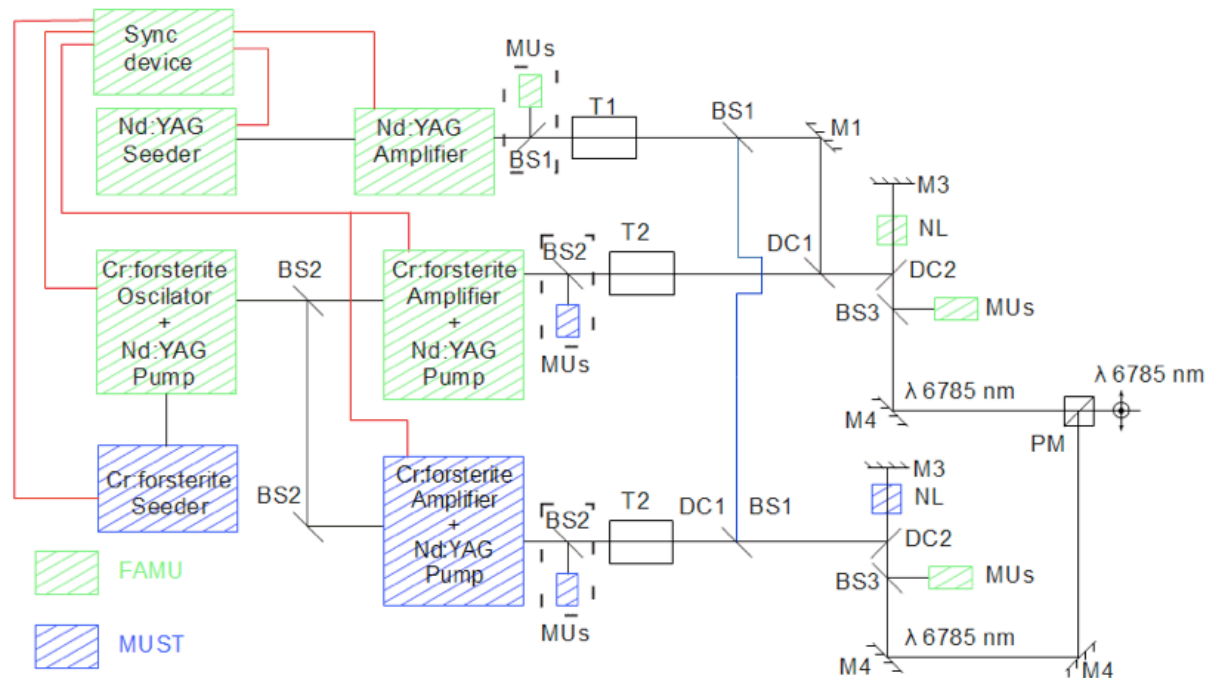 Sync
device
MUs
Nd:YAG
Seeder
Nd:YAG
Amplifier
BS1
T1
BS1
M1
M3
NL
Cr:forsterite
Oscilator
+
Nd:YAG
Pump
BS2
Cr:forsterite
Amplifier
+
Nd:YAG
Pump
BS2
MUs
T2
DC1
DC2
BS3
MUs
λ 6785 nm
λ 6785 nm
M4
PM
Cr:forsterite
Seeder
BS2
Cr:forsterite
Amplifier
+
Nd:YAG
Pump
BS2
MUs
T2
DC1
BS1
M3
NL
DC2
BS3
MUs
λ 6785 nm
M4
M4
FAMU
MUST